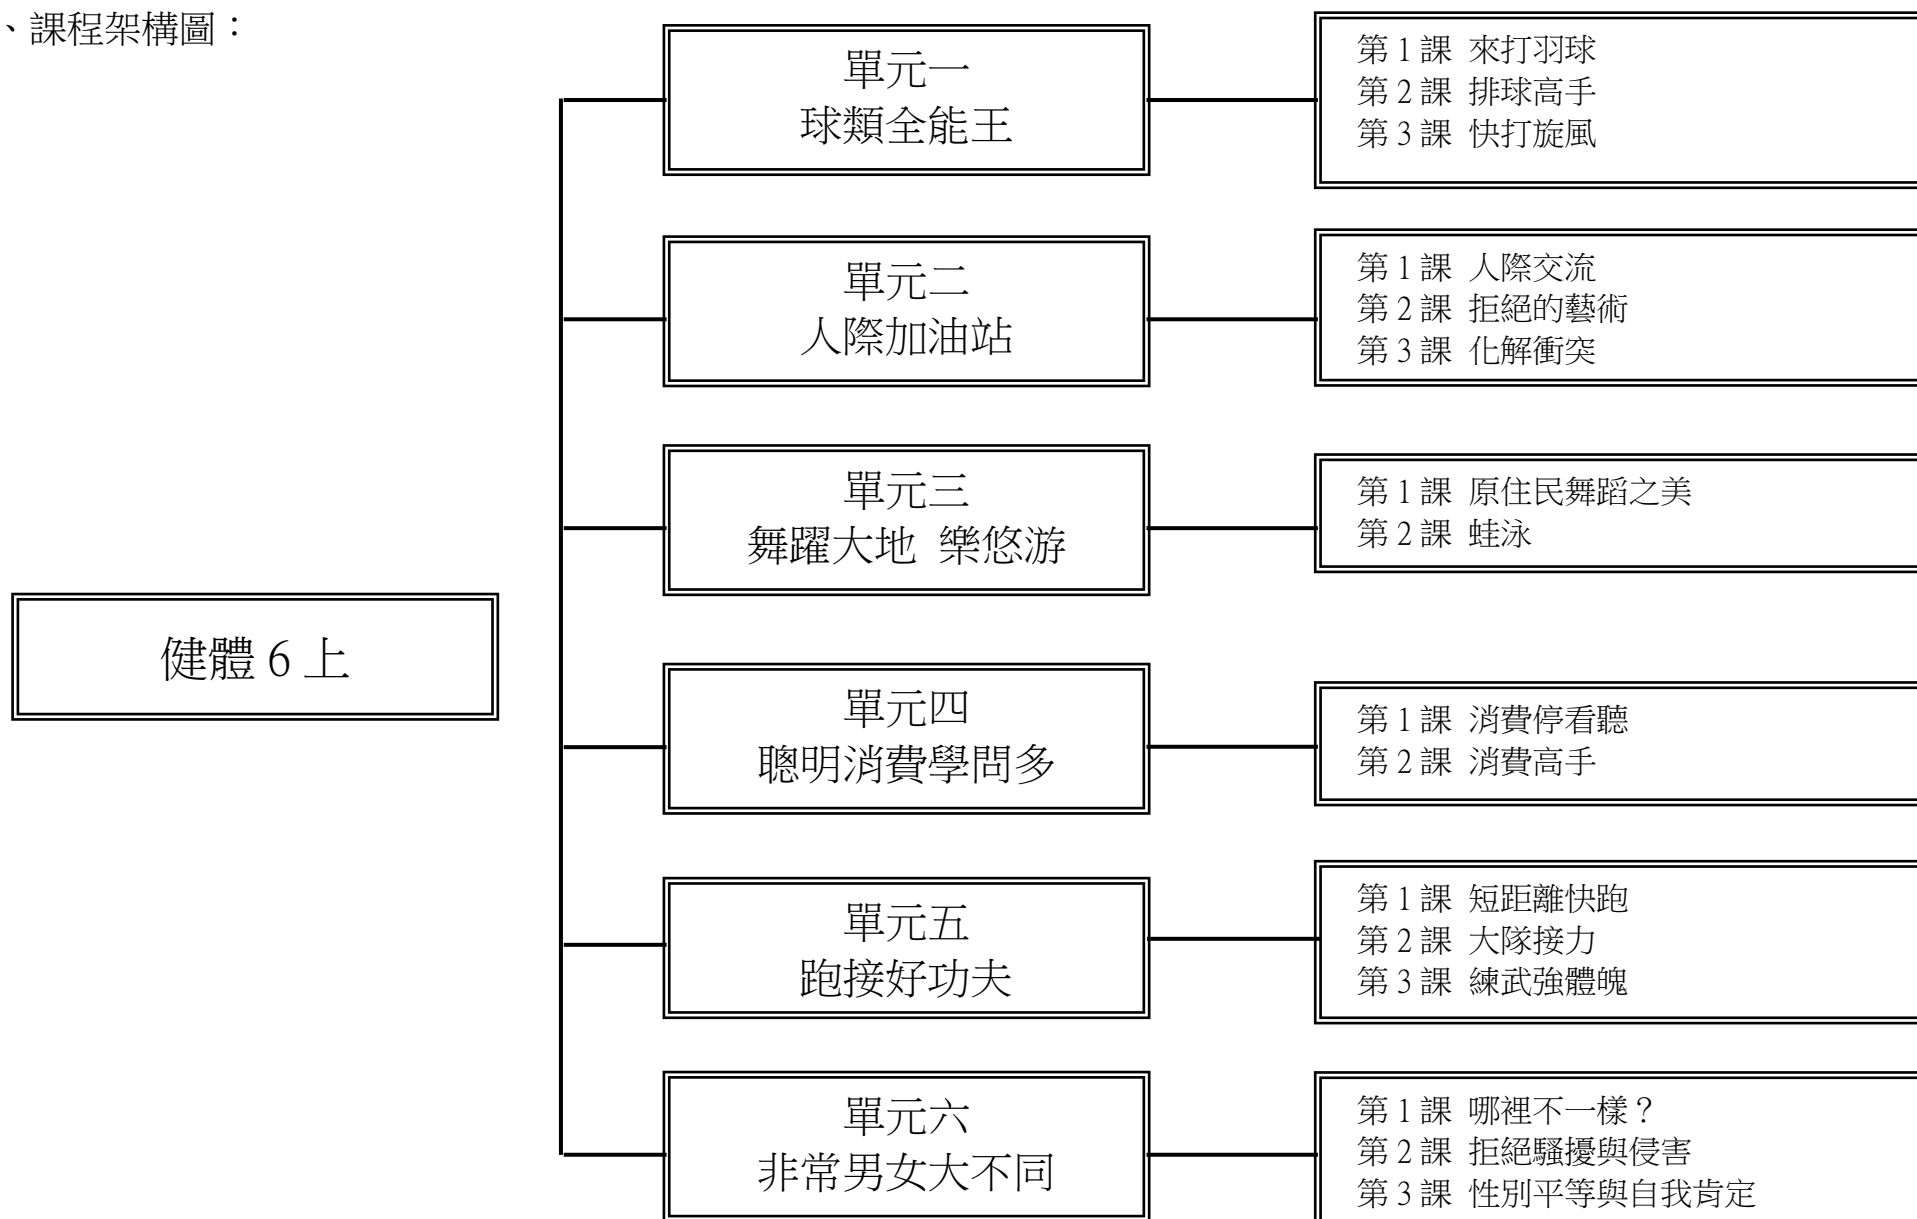 、課程架構圖：
健體 6 上
單元一
球類全能王
第 1 課 來打羽球
第 2 課 排球高手
第 3 課 快打旋風
單元二
人際加油站
第 1 課 人際交流
第 2 課 拒絕的藝術
第 3 課 化解衝突
單元三
舞躍大地 樂悠游
第 1 課 原住民舞蹈之美
第 2 課 蛙泳
單元四
聰明消費學問多
第 1 課 消費停看聽
第 2 課 消費高手
單元五
跑接好功夫
第 1 課 短距離快跑
第 2 課 大隊接力
第 3 課 練武強體魄
單元六
非常男女大不同
第 1 課 哪裡不一樣？
第 2 課 拒絕騷擾與侵害
第 3 課 性別平等與自我肯定